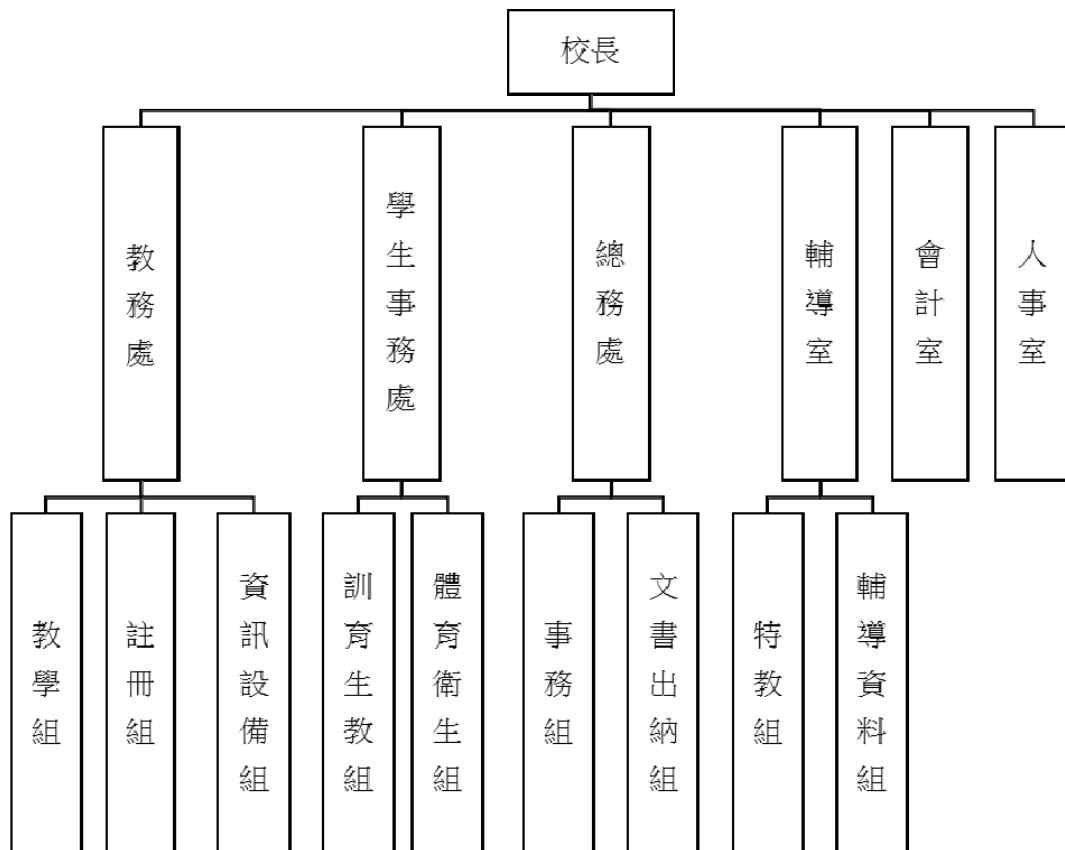 校長
教務處
學生事務處
總務處
輔導室
會計室
人事室
教學組
註冊組
資訊設備組
訓育生教組
體育衛生組
事務組
文書出納組
特教組
輔導資料組